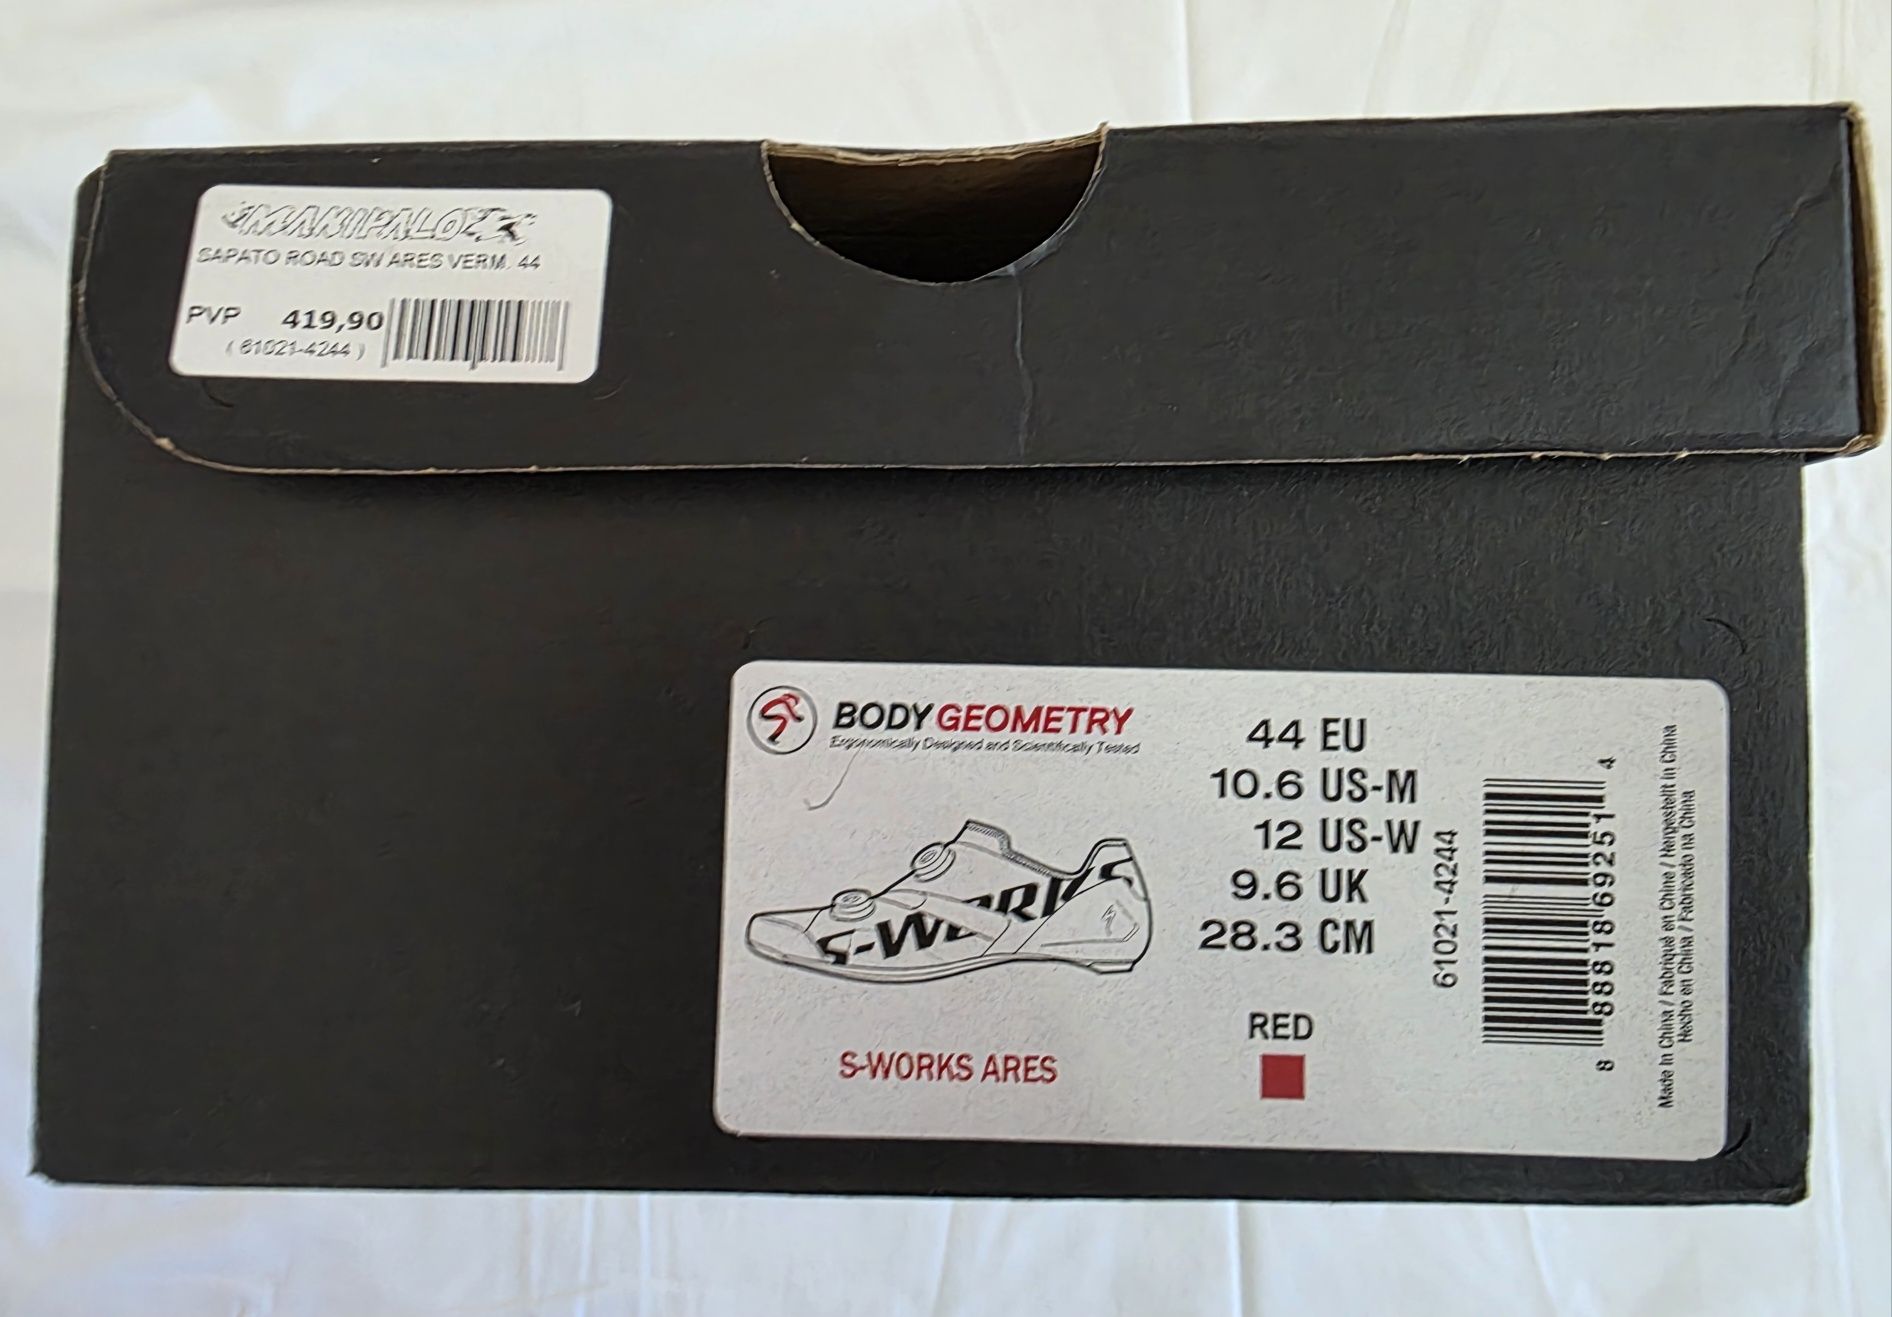 SAPATO ROAD SW ARES VERM. 44
PVP 419,90
( 61021-4244 )
BODY GEOMETRY
Ergonomically Designed and Scientifically Tested
44 EU
10.6 US-M
12 US-W
9.6 UK
28.3 CM
S-WORKS
S-WORKS ARES
RED
61021-4244
8 88818 69251 4
Made in China / Fabriqué en Chine / Hergestellt in China
Hecho en China / Fabricado na China